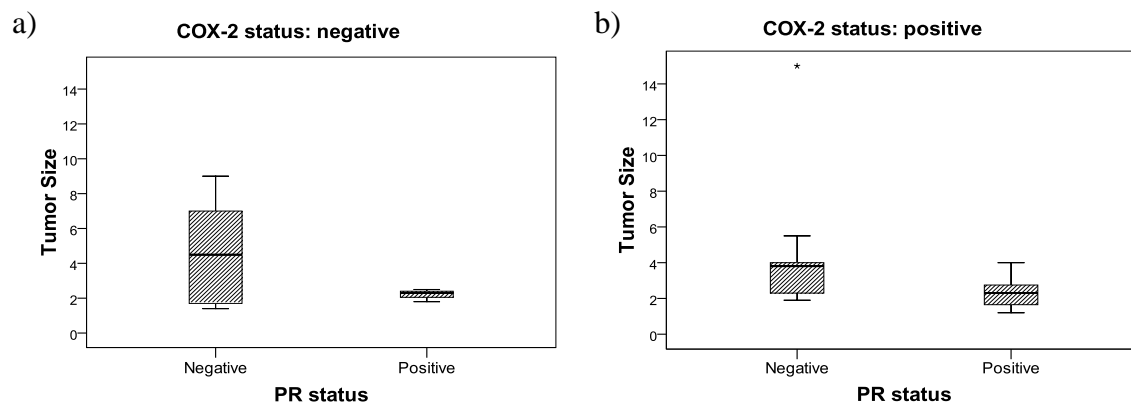 a)
COX-2 status: negative
Tumor Size
14
12
10
8
6
4
2
0
Negative
Positive
PR status
b)
COX-2 status: positive
Tumor Size
14
12
10
8
6
4
2
0
*
Negative
Positive
PR status